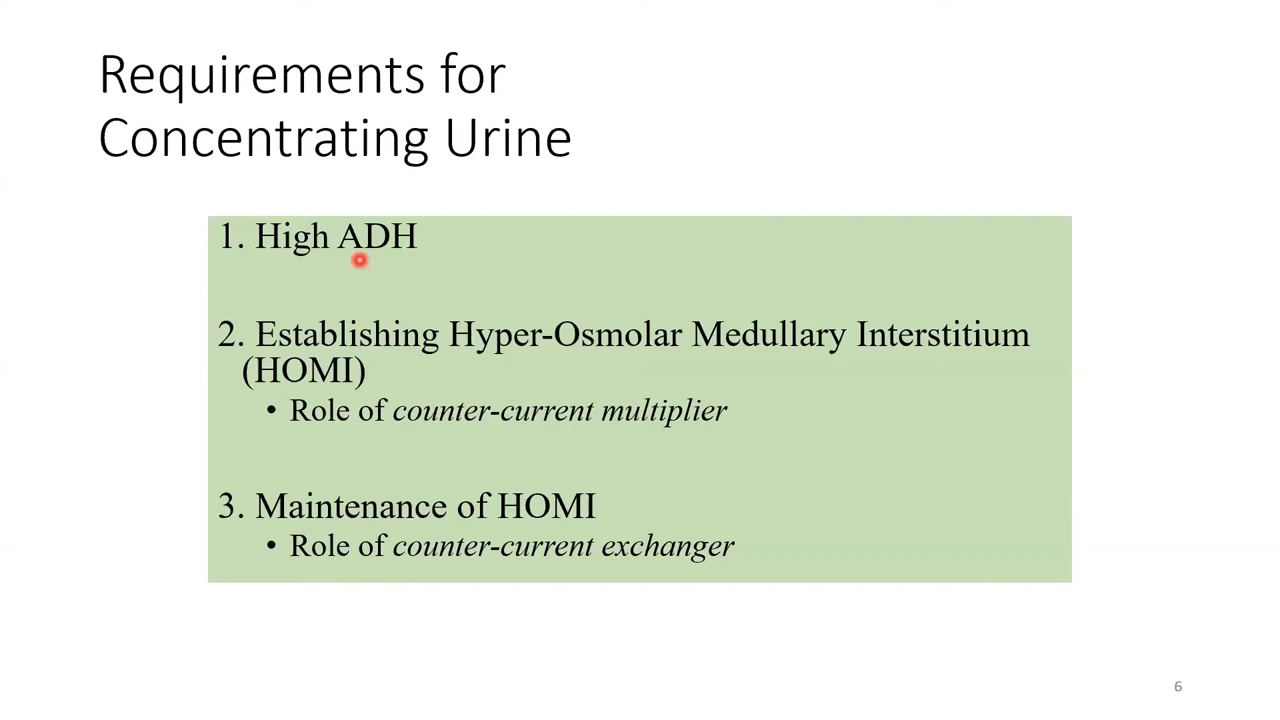 Requirements for
Concentrating Urine
1. High ADH
2. Establishing Hyper-Osmolar Medullary Interstitium
(HOMI)
• Role of counter-current multiplier
3. Maintenance of HOMI
• Role of counter-current exchanger
6